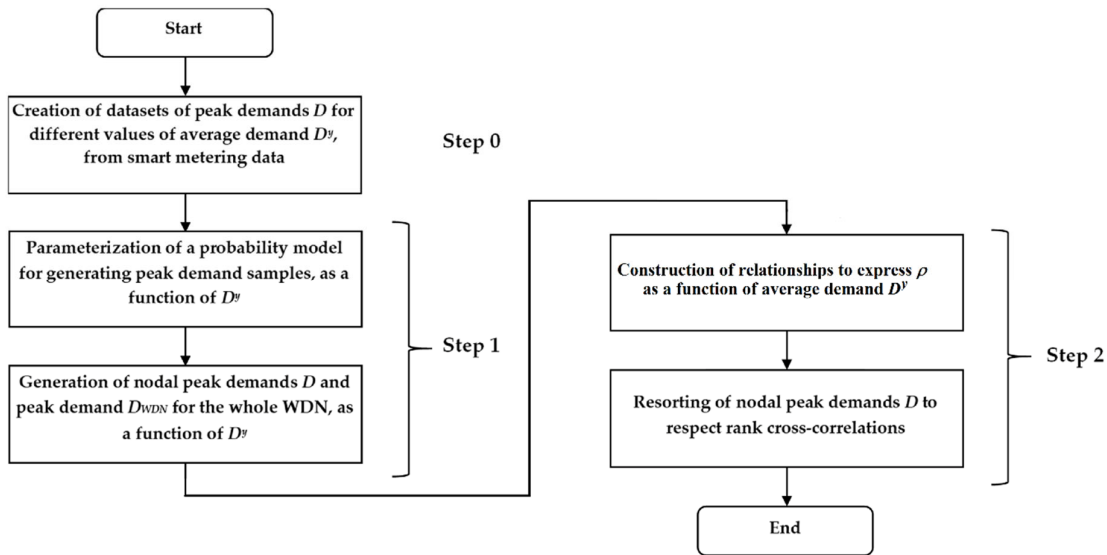 Start
Creation of datasets of peak demands D for
different values of average demand Dʸ,
from smart metering data
Step 0
Parameterization of a probability model
for generating peak demand samples, as a
function of Dʸ
Generation of nodal peak demands D and
peak demand D_WDN for the whole WDN, as
a function of Dʸ
Step 1
Construction of relationships to express ρ
as a function of average demand Dʸ
Resorting of nodal peak demands D to
respect rank cross-correlations
Step 2
End